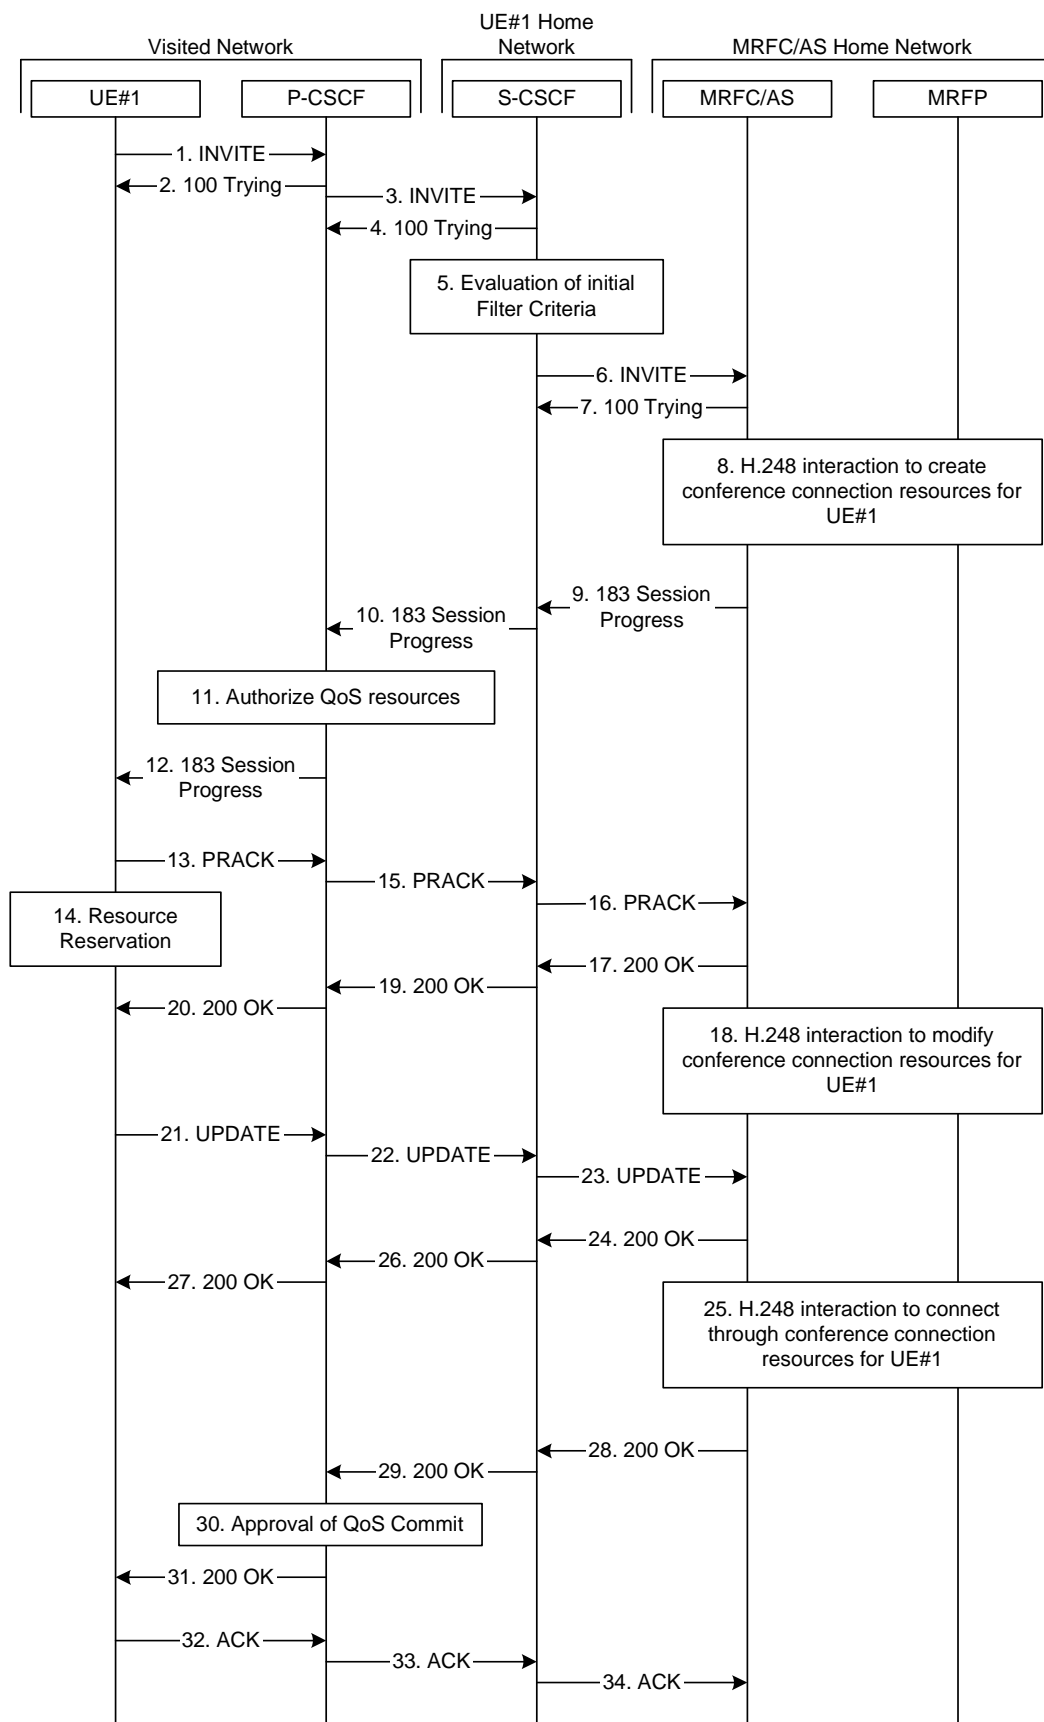 UE#1 Home
Visited Network
Network
MRFC/AS Home Network
UE#1
P-CSCF
S-CSCF
MRFC/AS
MRFP
1. INVITE
2. 100 Trying
3. INVITE
4. 100 Trying
5. Evaluation of initial
Filter Criteria
6. INVITE
7. 100 Trying
8. H.248 interaction to create
conference connection resources for
UE#1
9. 183 Session
Progress
10. 183 Session
Progress
11. Authorize QoS resources
12. 183 Session
Progress
13. PRACK
15. PRACK
16. PRACK
14. Resource
Reservation
17. 200 OK
19. 200 OK
20. 200 OK
18. H.248 interaction to modify
conference connection resources for
UE#1
21. UPDATE
22. UPDATE
23. UPDATE
24. 200 OK
26. 200 OK
27. 200 OK
25. H.248 interaction to connect
through conference connection
resources for UE#1
28. 200 OK
29. 200 OK
30. Approval of QoS Commit
31. 200 OK
32. ACK
33. ACK
34. ACK